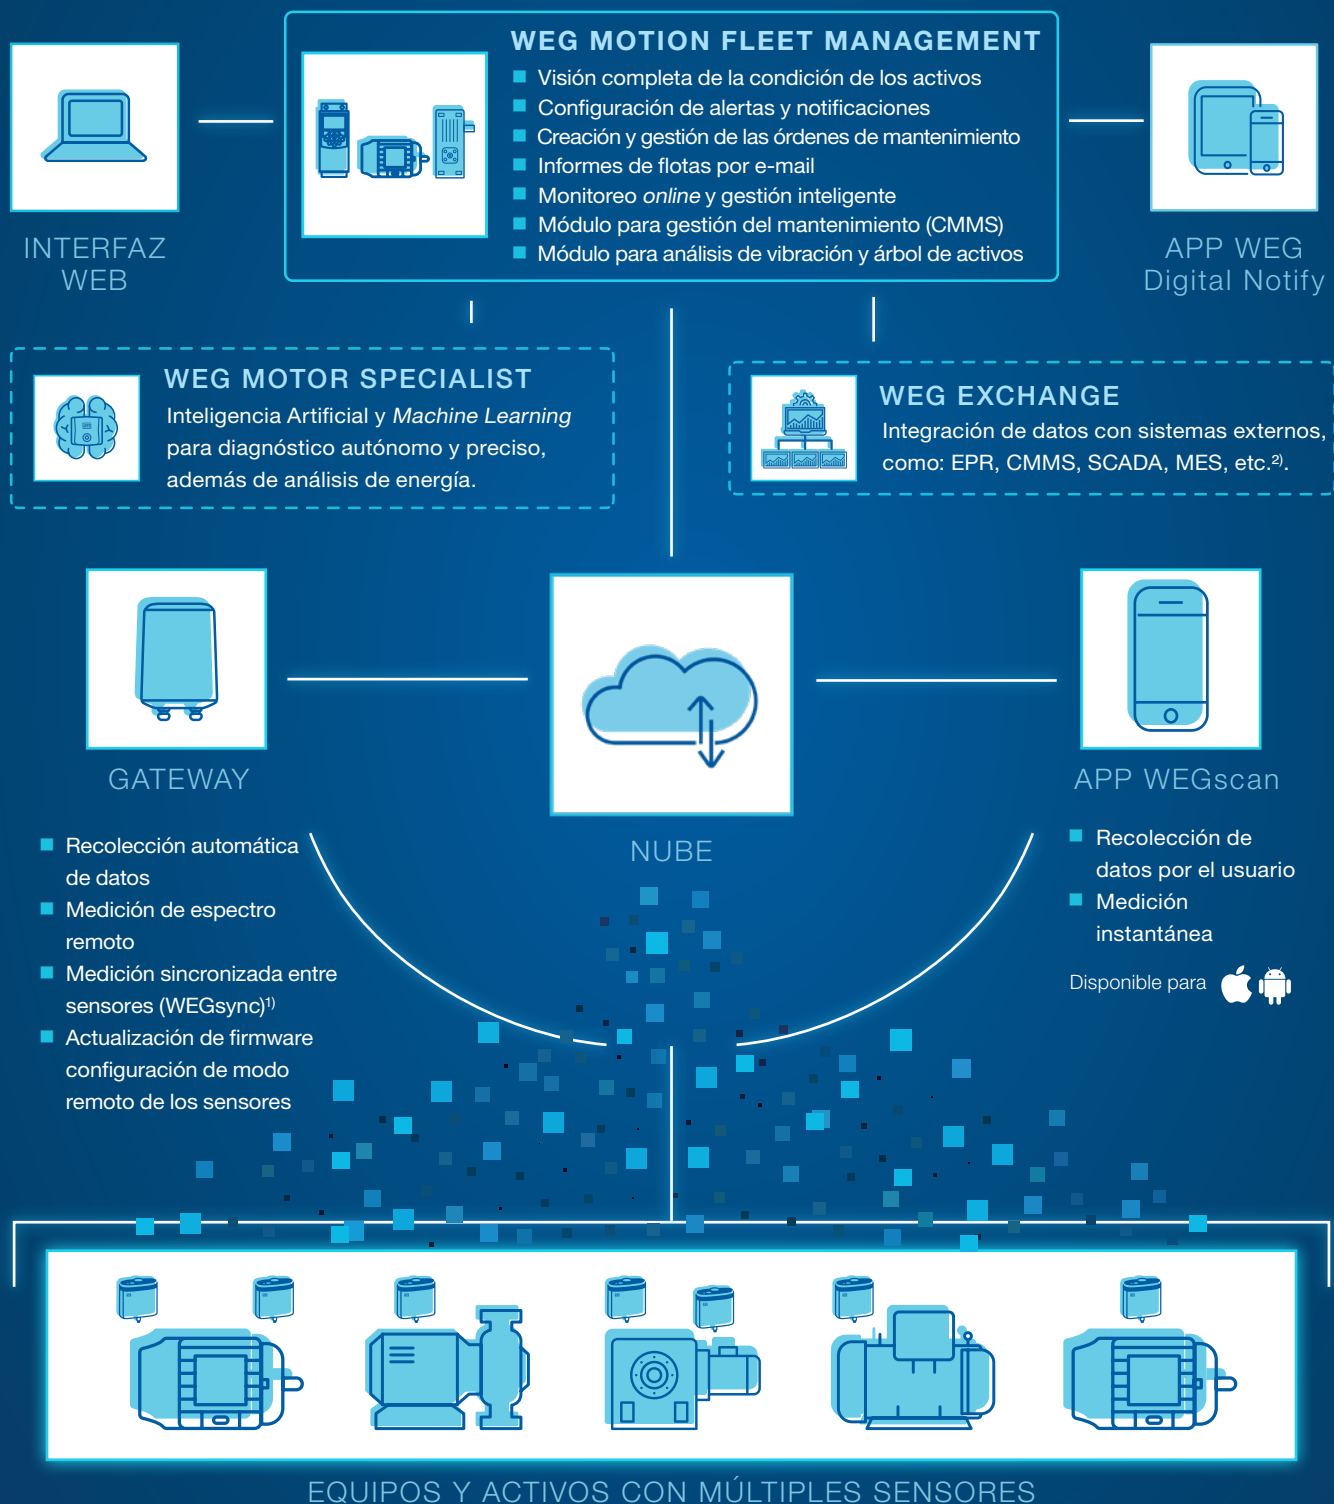 WEG MOTION FLEET MANAGEMENT
Visión completa de la condición de los activos
Configuración de alertas y notificaciones
Creación y gestión de las órdenes de mantenimiento
Informes de flotas por e-mail
Monitoreo online y gestión inteligente
Módulo para gestión del mantenimiento (CMMS)
Módulo para análisis de vibración y árbol de activos
INTERFAZ
WEB
APP WEG
Digital Notify
WEG MOTOR SPECIALIST
Inteligencia Artificial y Machine Learning
para diagnóstico autónomo y preciso,
además de análisis de energía.
WEG EXCHANGE
Integración de datos con sistemas externos,
como: EPR, CMMS, SCADA, MES, etc.²⁾.
GATEWAY
Recolección automática
de datos
Medición de espectro
remoto
Medición sincronizada entre
sensores (WEGsync)¹⁾
Actualización de firmware
configuración de modo
remoto de los sensores
NUBE
APP WEGscan
Recolección de
datos por el usuario
Medición
instantánea
Disponible para
EQUIPOS Y ACTIVOS CON MÚLTIPLES SENSORES